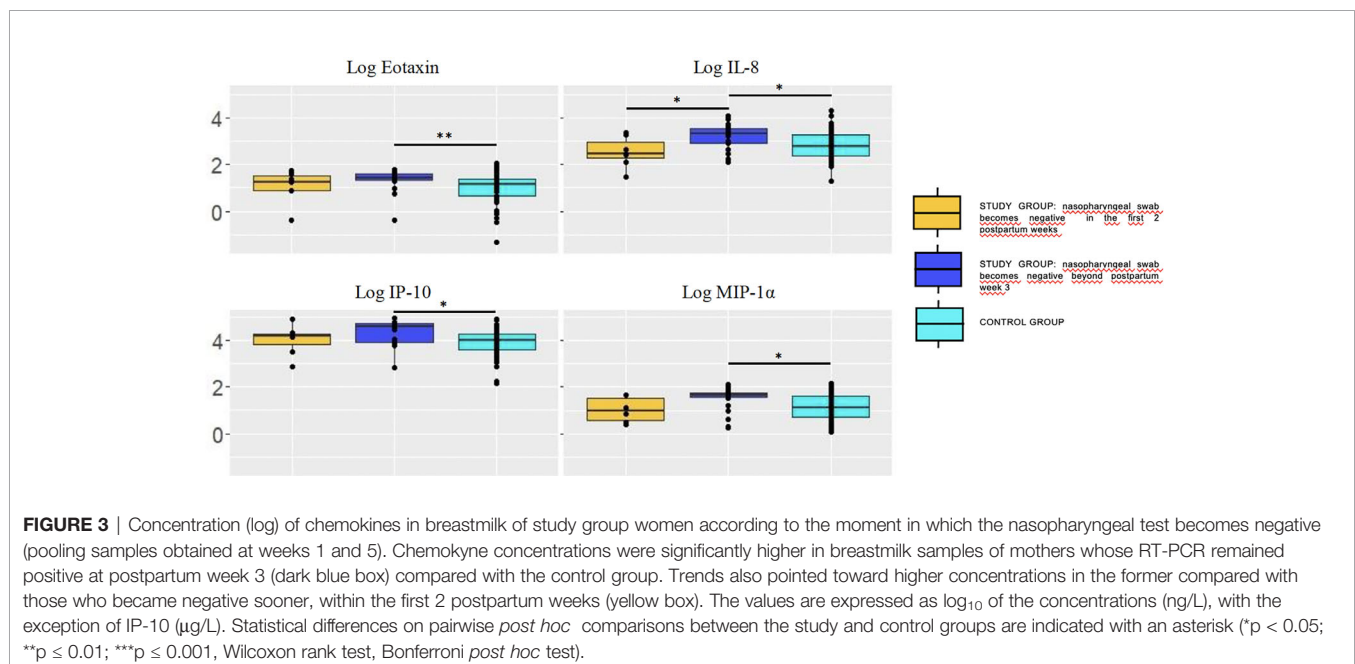 Log Eotaxin
Log IL-8
4
2
0
**
*
*
STUDY GROUP: nasopharyngeal swab
becomes negative in the first 2
postpartum weeks
STUDY GROUP: nasopharyngeal swab
becomes negative beyond postpartum
week 3
CONTROL GROUP
Log IP-10
Log MIP-1α
4
2
0
*
*
FIGURE 3 | Concentration (log) of chemokines in breastmilk of study group women according to the moment in which the nasopharyngeal test becomes negative
(pooling samples obtained at weeks 1 and 5). Chemokyne concentrations were significantly higher in breastmilk samples of mothers whose RT-PCR remained
positive at postpartum week 3 (dark blue box) compared with the control group. Trends also pointed toward higher concentrations in the former compared with
those who became negative sooner, within the first 2 postpartum weeks (yellow box). The values are expressed as log10 of the concentrations (ng/L), with the
exception of IP-10 (μg/L). Statistical differences on pairwise post hoc comparisons between the study and control groups are indicated with an asterisk (*p < 0.05;
**p ≤ 0.01; ***p ≤ 0.001, Wilcoxon rank test, Bonferroni post hoc test).